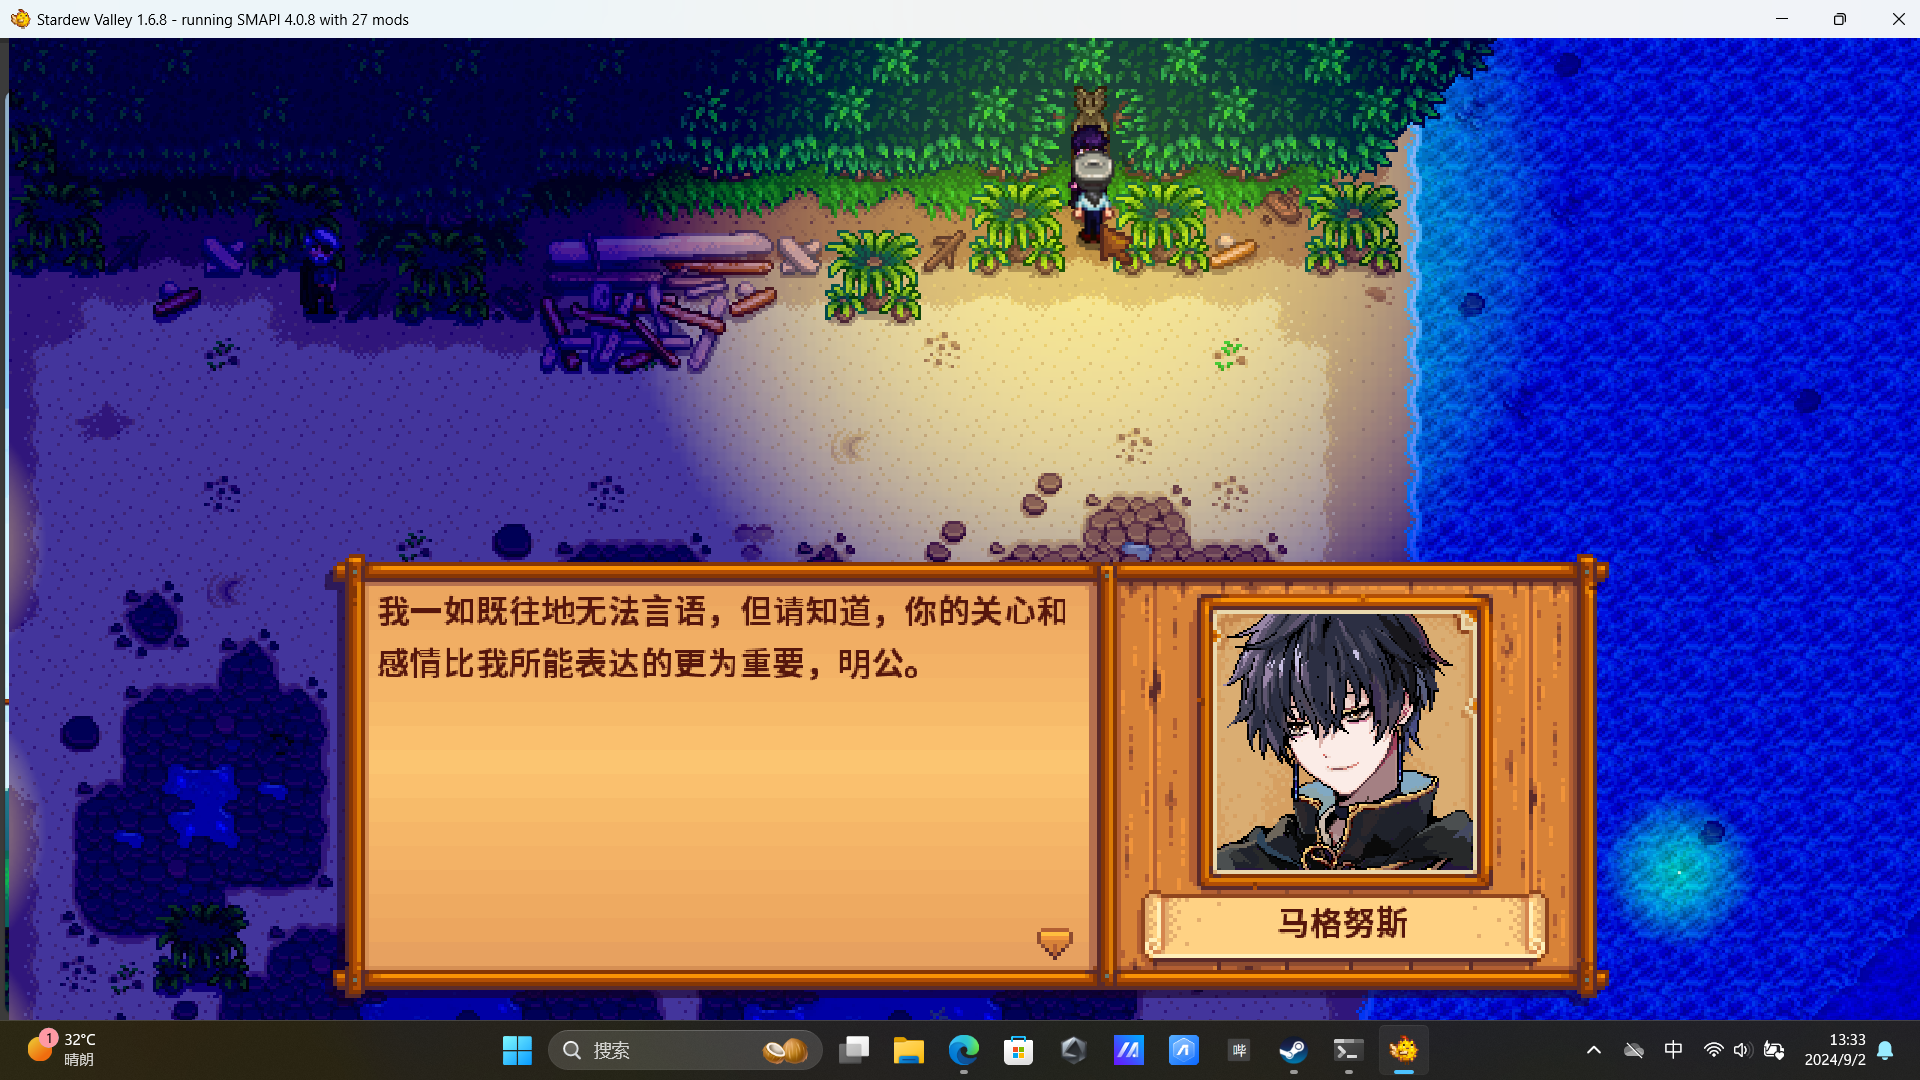 Stardew Valley 1.6.8 - running SMAPI 4.0.8 with 27 mods
我一如既往地无法言语，但请知道，你的关心和
感情比我所能表达的更为重要，明公。
马格努斯
1
32°C
晴朗
搜索
哔
中
13:33
2024/9/2